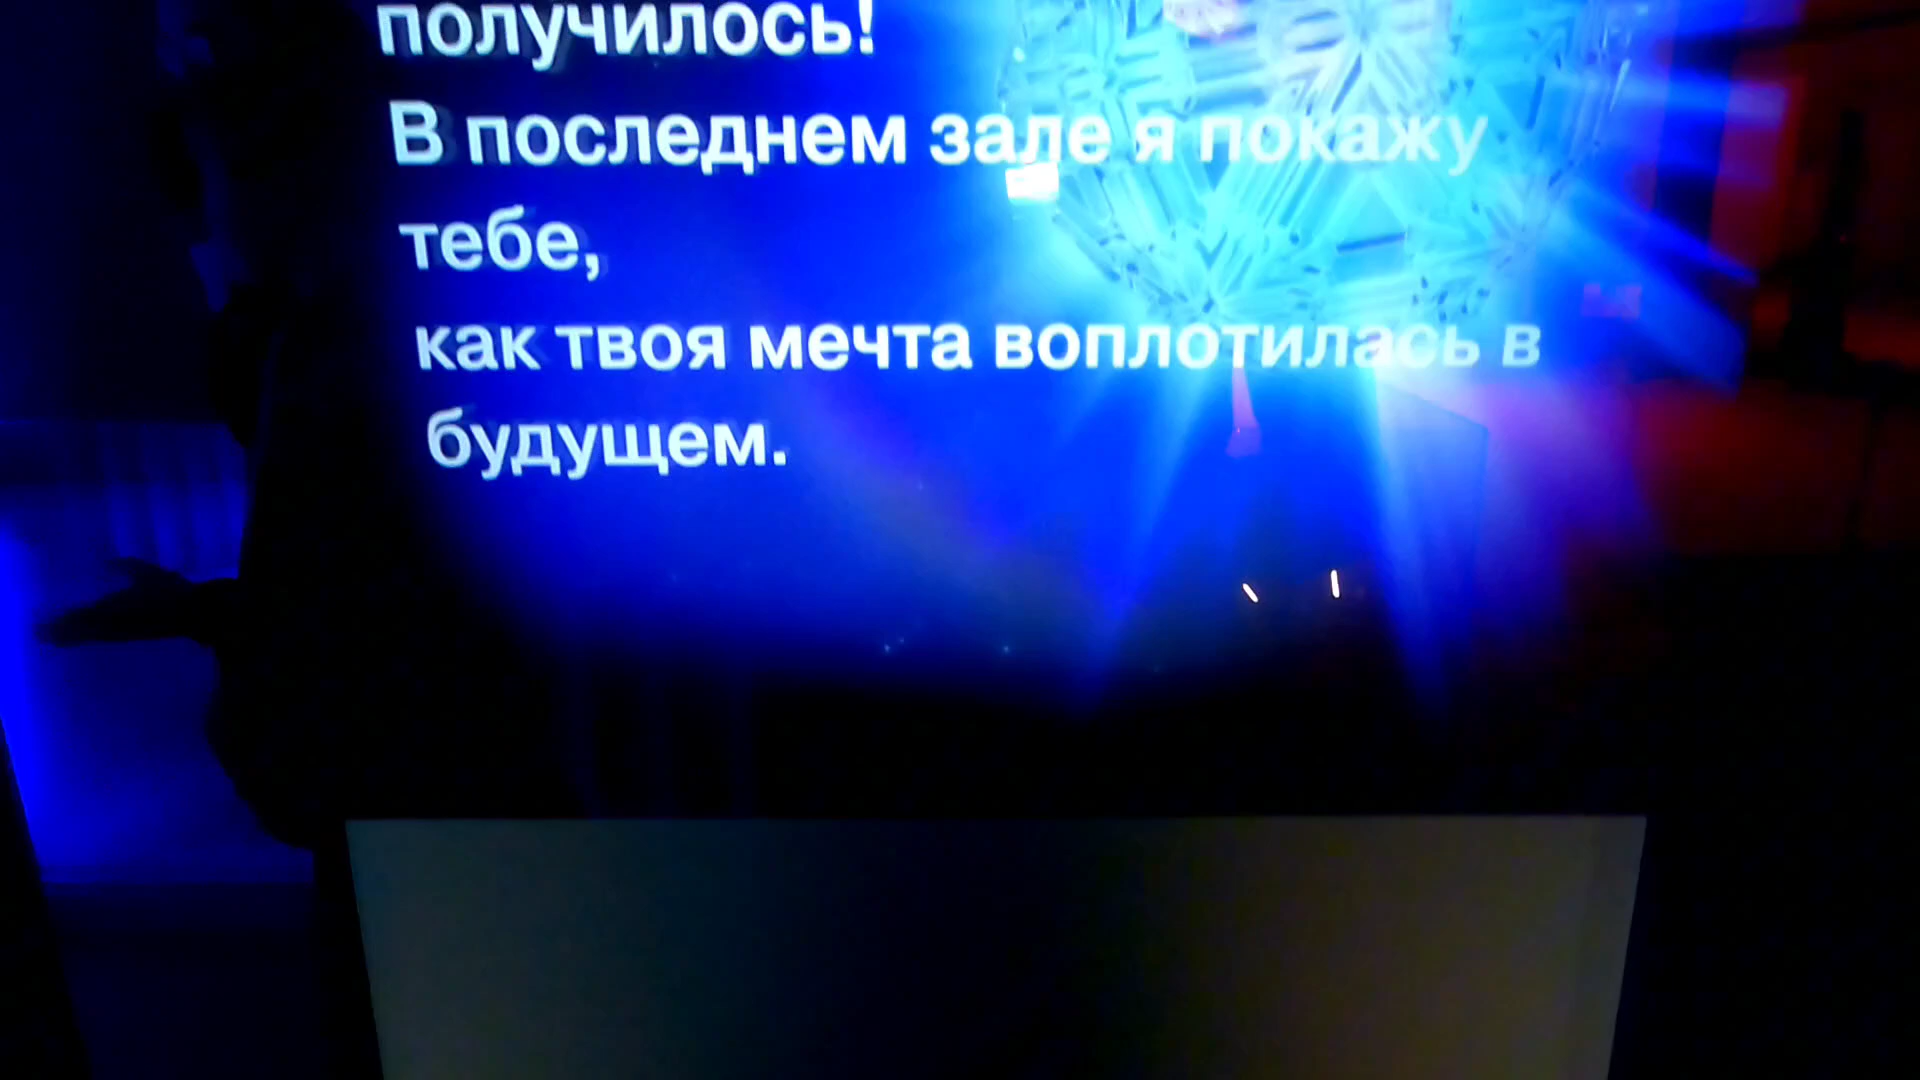 получилось!
В последнем зале я покажу
тебе,
как твоя мечта воплотилась в
будущем.